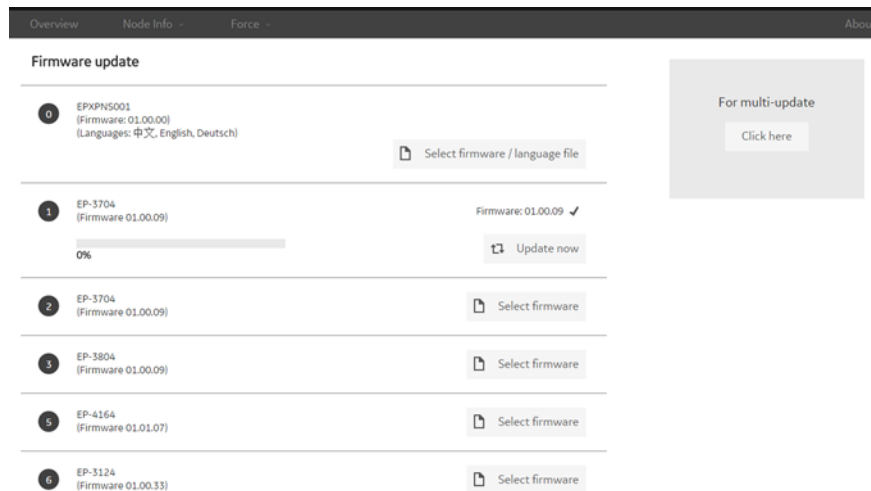 Overview Node Info Force
Firmware update
0
EPXPNS001
(Firmware: 01.00.00)
(Languages: 中文, English, Deutsch)
Select firmware / language file
For multi-update
Click here
1
EP-3704
(Firmware 01.00.09)
Firmware: 01.00.09 ✓
0%
Update now
2
EP-3704
(Firmware 01.00.09)
Select firmware
3
EP-3804
(Firmware 01.00.09)
Select firmware
5
EP-4164
(Firmware 01.01.07)
Select firmware
6
EP-3124
(Firmware 01.00.33)
Select firmware